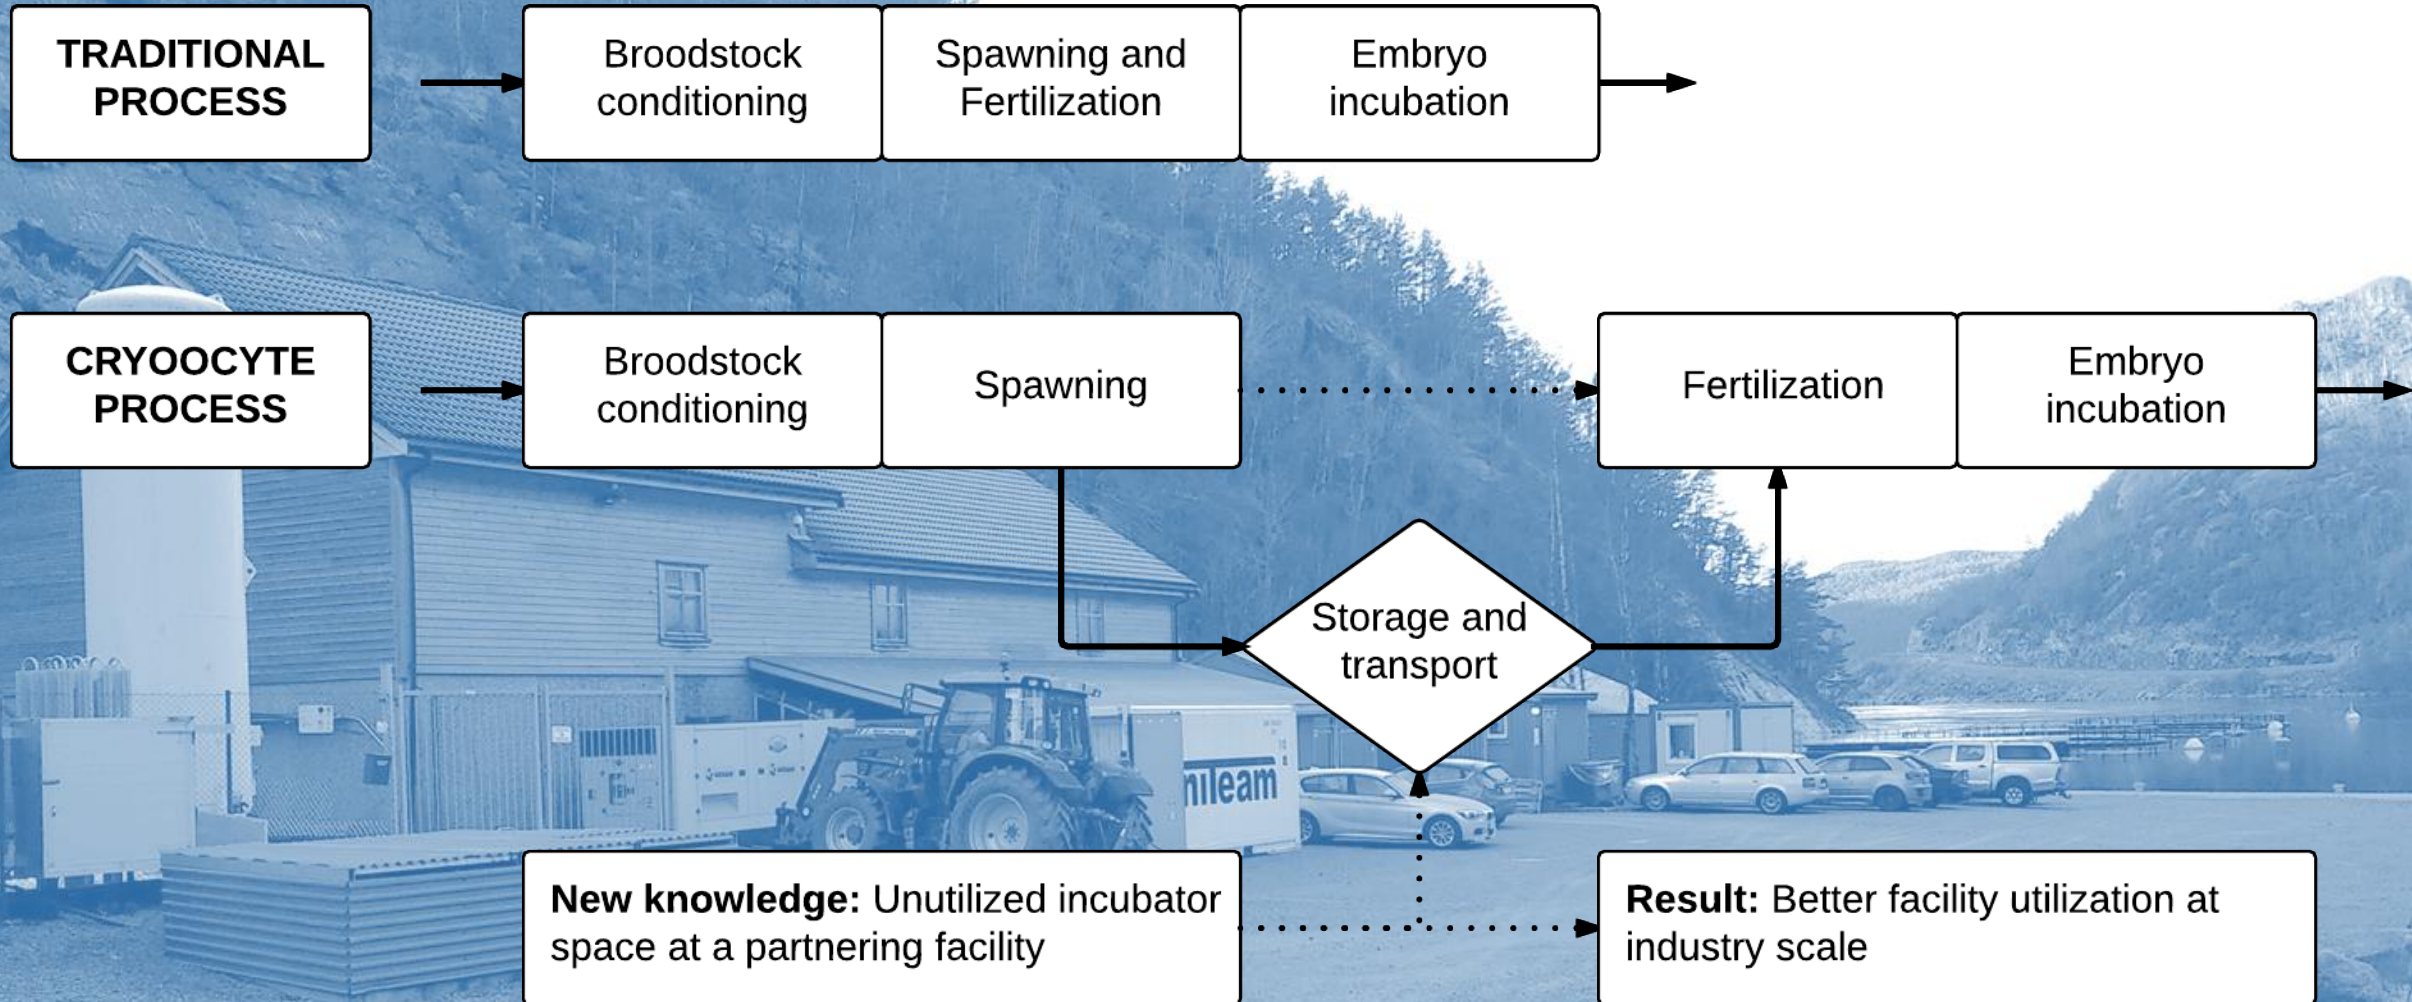 TRADITIONAL
PROCESS
Broodstock
conditioning
Spawning and
Fertilization
Embryo
incubation
CRYOOCYTE
PROCESS
Broodstock
conditioning
Spawning
Fertilization
Embryo
incubation
Storage and
transport
New knowledge: Unutilized incubator
space at a partnering facility
Result: Better facility utilization at
industry scale